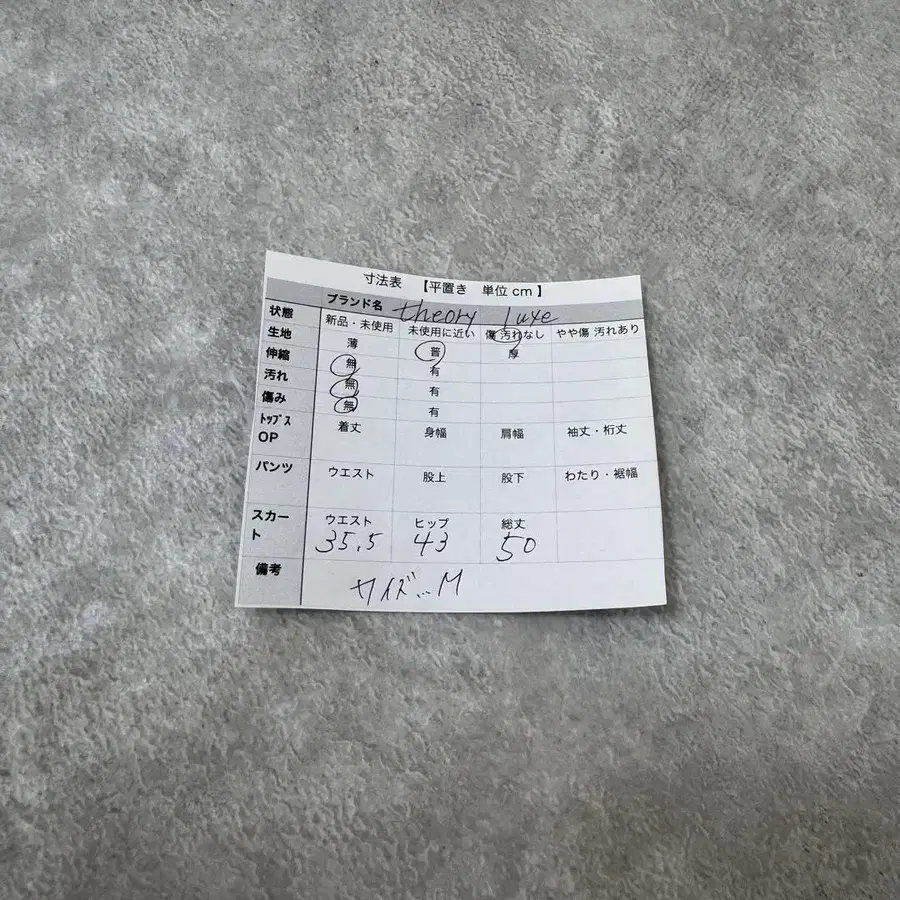 寸法表 【平置き 単位 cm 】
ブランド名 theory luxe
状態 新品・未使用 未使用に近い 傷 汚れなし やや傷 汚れあり
生地 薄 普 厚
伸縮 無 有
汚れ 無 有
傷み 無 有
トップス OP 着丈 身幅 肩幅 袖丈・裄丈
パンツ ウエスト 股上 股下 わたり・裾幅
スカート ウエスト ヒップ 総丈
35.5 43 50
備考 サイズ…M